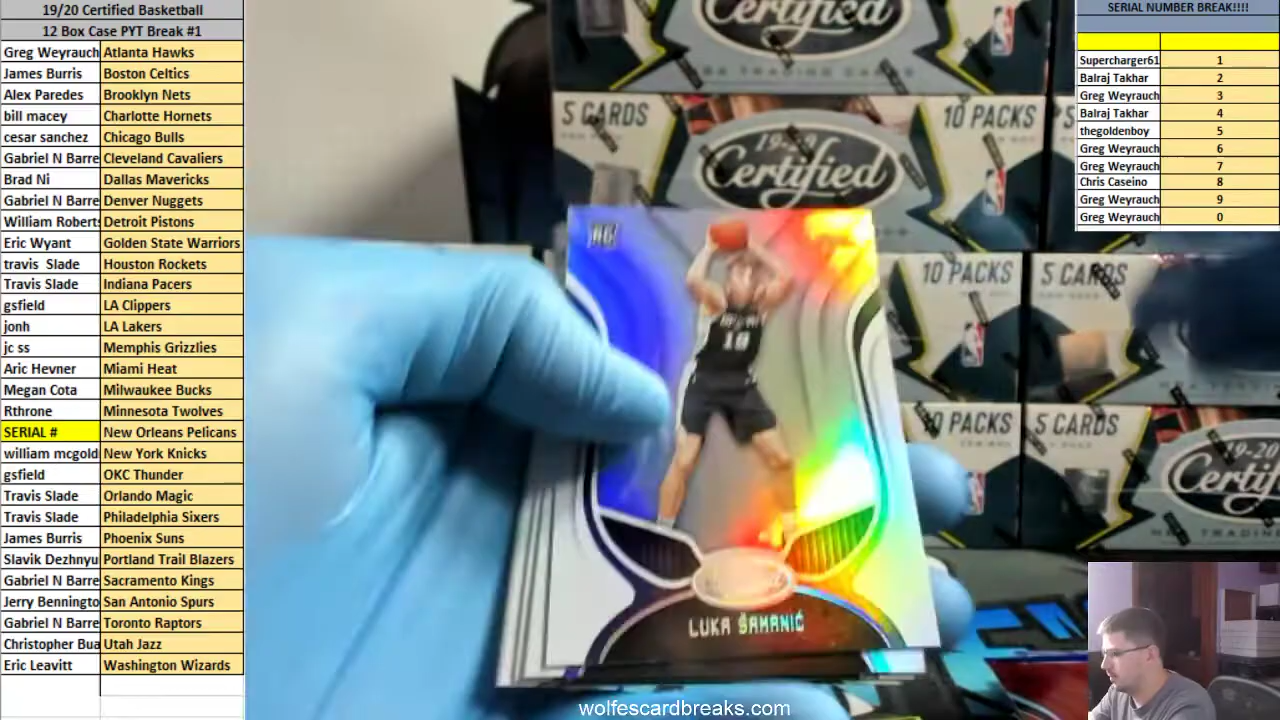 19/20 Certified Basketball
12 Box Case PYT Break #1
Greg Weyrauch Atlanta Hawks
James Burris Boston Celtics
Alex Paredes Brooklyn Nets
bill macey Charlotte Hornets
cesar sanchez Chicago Bulls
Gabriel N Barre Cleveland Cavaliers
Brad Ni Dallas Mavericks
Gabriel N Barre Denver Nuggets
William Roberts Detroit Pistons
Eric Wyant Golden State Warriors
travis Slade Houston Rockets
Travis Slade Indiana Pacers
gsfield LA Clippers
jonh LA Lakers
jc ss Memphis Grizzlies
Aric Hevner Miami Heat
Megan Cota Milwaukee Bucks
Rthrone Minnesota Twolves
SERIAL # New Orleans Pelicans
william mcgold New York Knicks
gsfield OKC Thunder
Travis Slade Orlando Magic
Travis Slade Philadelphia Sixers
James Burris Phoenix Suns
Slavik Dezhnyu Portland Trail Blazers
Gabriel N Barre Sacramento Kings
Jerry Bennington San Antonio Spurs
Gabriel N Barre Toronto Raptors
Christopher Bua Utah Jazz
Eric Leavitt Washington Wizards
SERIAL NUMBER BREAK!!!!
Supercharger61 1
Balraj Takhar 2
Greg Weyrauch 3
Balraj Takhar 4
thegoldenboy 5
Greg Weyrauch 6
Greg Weyrauch 7
Chris Caseino 8
Greg Weyrauch 9
Greg Weyrauch 0
Certified
NBA TRADING CARDS
5 CARDS
10 PACKS
19-20
Certified
10 PACKS
5 CARDS
10 PACKS
5 CARDS
19-20
Certified
RC
19
LUKA ŠAMANIĆ
wolfescardbreaks.com